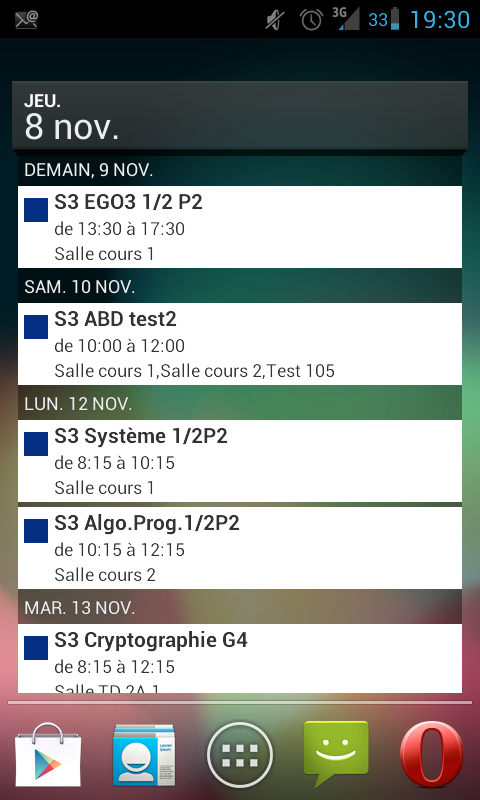 3G
33
19:30
JEU.
8 nov.
DEMAIN, 9 NOV.
S3 EGO3 1/2 P2
de 13:30 à 17:30
Salle cours 1
SAM. 10 NOV.
S3 ABD test2
de 10:00 à 12:00
Salle cours 1,Salle cours 2,Test 105
LUN. 12 NOV.
S3 Système 1/2P2
de 8:15 à 10:15
Salle cours 1
S3 Algo.Prog.1/2P2
de 10:15 à 12:15
Salle cours 2
MAR. 13 NOV.
S3 Cryptographie G4
de 8:15 à 12:15
Salle TD 2A 1